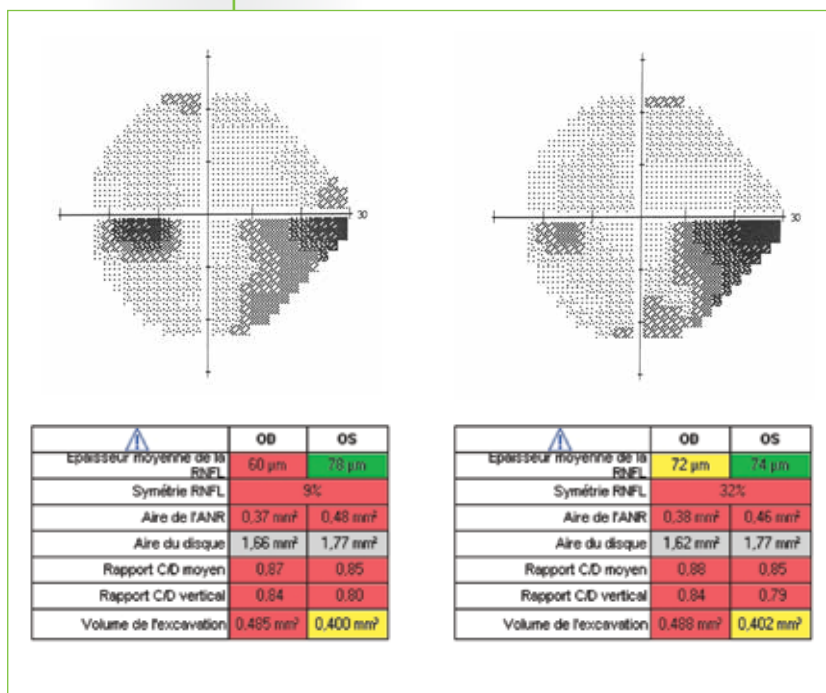 30
30
OD OS
Epaisseur moyenne de la RNFL 60 µm 78 µm
Symétrie RNFL 9%
Aire de l'ANR 0,37 mm² 0,48 mm²
Aire du disque 1,66 mm² 1,77 mm²
Rapport C/D moyen 0,87 0,85
Rapport C/D vertical 0,84 0,80
Volume de l'excavation 0,485 mm³ 0,400 mm³
OD OS
Epaisseur moyenne de la RNFL 72 µm 74 µm
Symétrie RNFL 32%
Aire de l'ANR 0,38 mm² 0,46 mm²
Aire du disque 1,62 mm² 1,77 mm²
Rapport C/D moyen 0,88 0,85
Rapport C/D vertical 0,84 0,79
Volume de l'excavation 0,488 mm³ 0,402 mm³